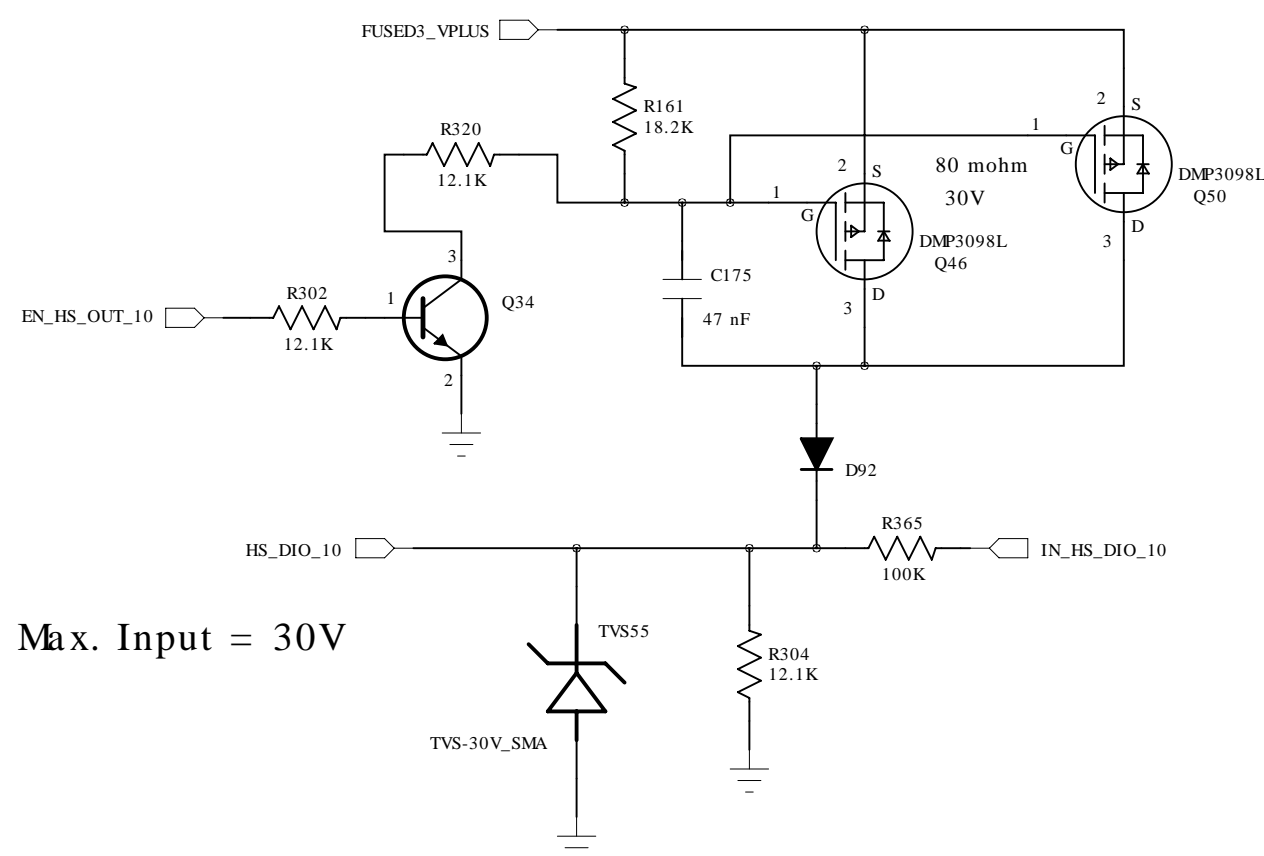 FUSED3_VPLUS
R161
18.2K
R320
12.1K
2
S
1
G
DMP3098L
Q50
D
3
80 mohm
30V
2
S
1
G
DMP3098L
Q46
D
3
C175
47 nF
EN_HS_OUT_10
R302
12.1K
1
3
Q34
2
D92
HS_DIO_10
R365
100K
IN_HS_DIO_10
Max. Input = 30V
TVS55
TVS-30V_SMA
R304
12.1K